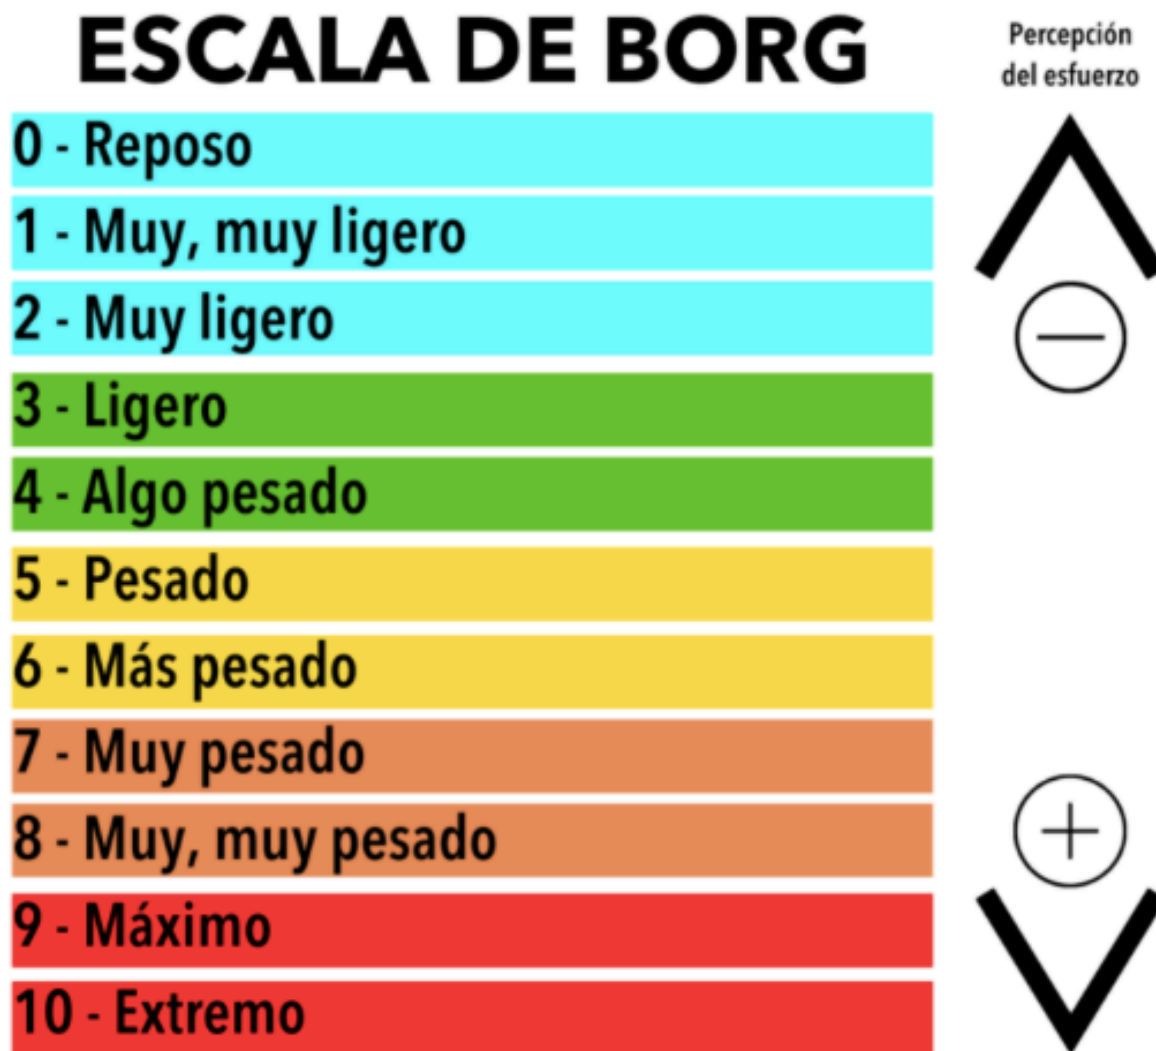 ESCALA DE BORG
Percepción
del esfuerzo
0 - Reposo
1 - Muy, muy ligero
2 - Muy ligero
3 - Ligero
4 - Algo pesado
5 - Pesado
6 - Más pesado
7 - Muy pesado
8 - Muy, muy pesado
9 - Máximo
10 - Extremo